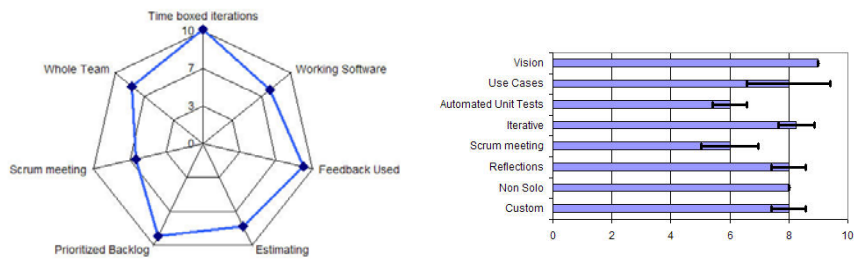 Time boxed iterations
10
Whole Team
Working Software
7
3
0
Scrum meeting
Feedback Used
Prioritized Backlog
Estimating
Vision
Use Cases
Automated Unit Tests
Iterative
Scrum meeting
Reflections
Non Solo
Custom
0 2 4 6 8 10